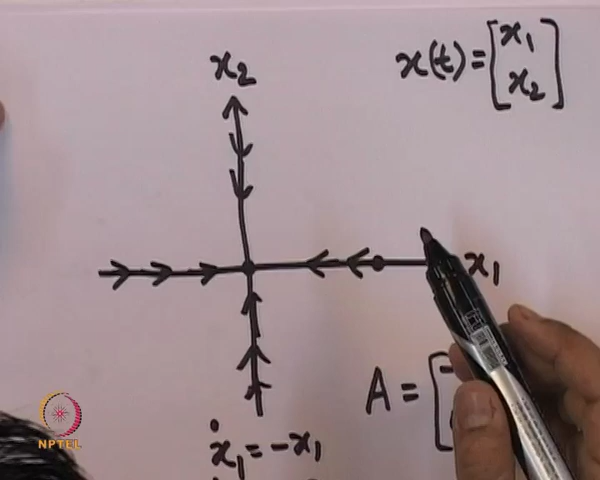 x₂
x(t) = [x₁
x₂]
x₁
A = [-
ẋ₁ = -x₁
NPTEL